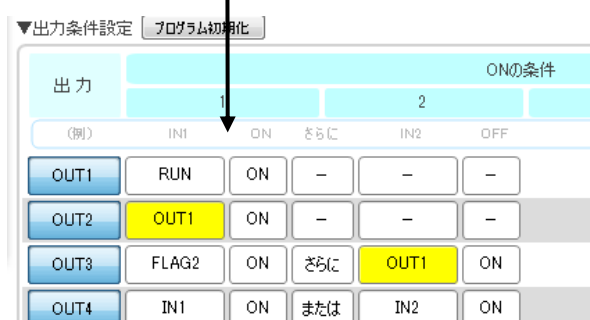 ▼出力条件設定 プログラム初期化
出力 ONの条件
1 2
(例) IN1 ON さらに IN2 OFF
OUT1 RUN ON － － －
OUT2 OUT1 ON － － －
OUT3 FLAG2 ON さらに OUT1 ON
OUT4 IN1 ON または IN2 ON